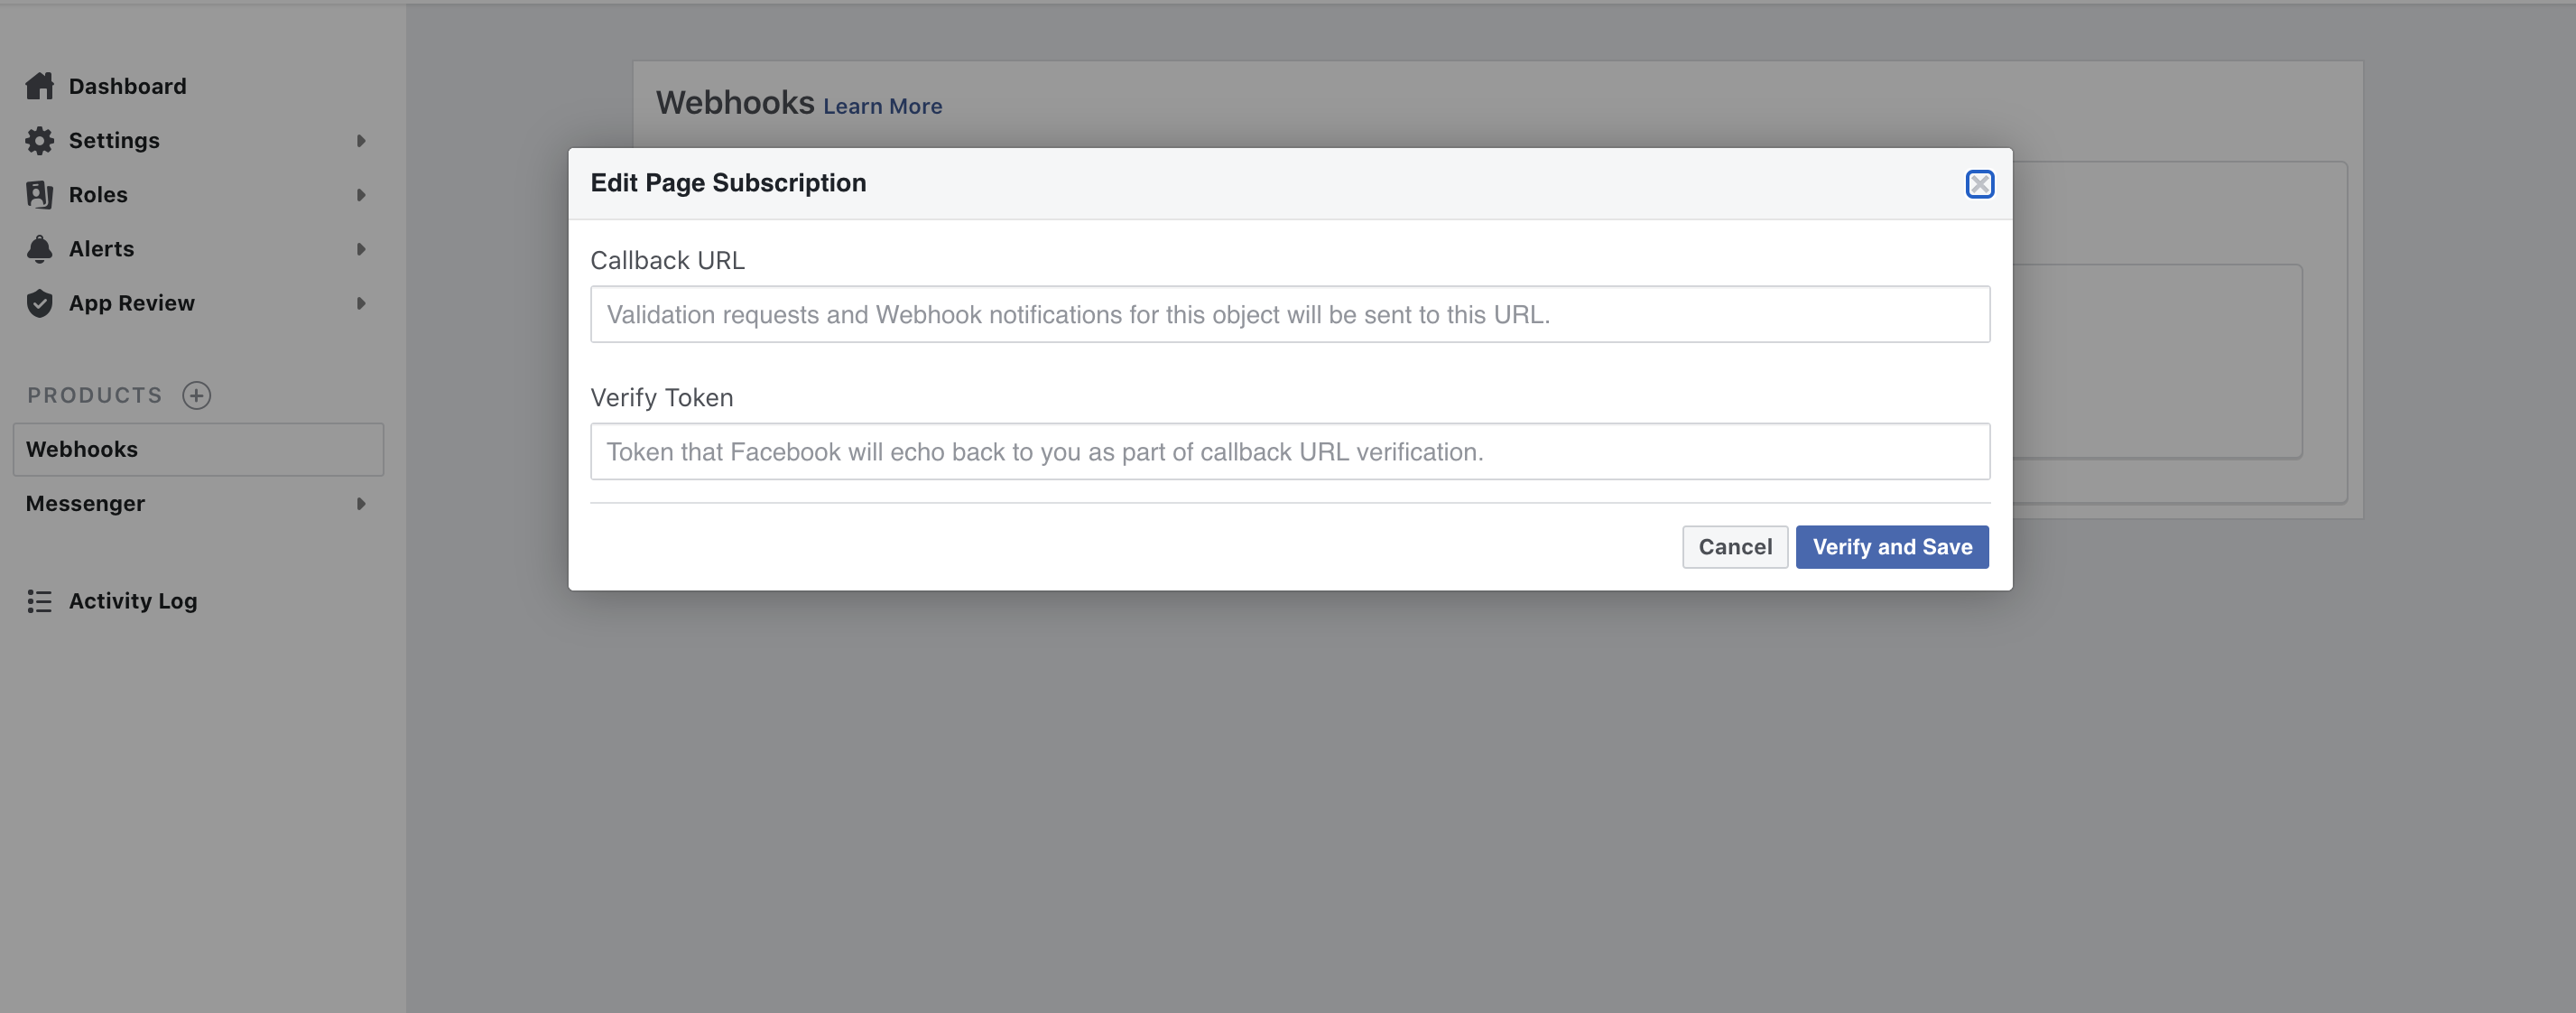 Dashboard
Settings
Roles
Alerts
App Review
PRODUCTS
Webhooks
Messenger
Activity Log
Webhooks Learn More
Edit Page Subscription
Callback URL
Validation requests and Webhook notifications for this object will be sent to this URL.
Verify Token
Token that Facebook will echo back to you as part of callback URL verification.
Cancel Verify and Save